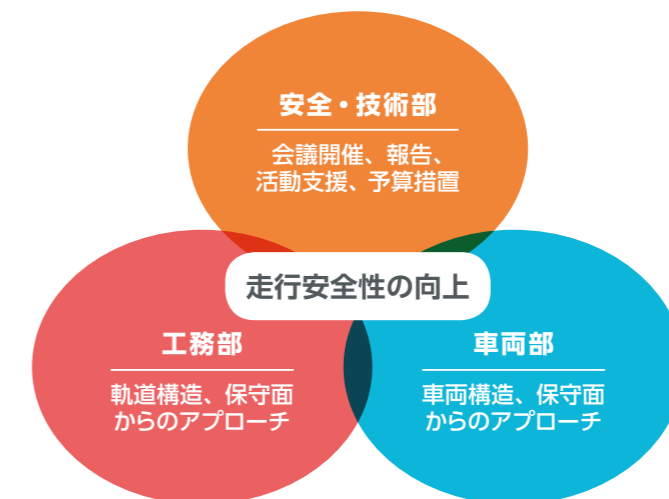 安全・技術部
会議開催、報告、
活動支援、予算措置
走行安全性の向上
工務部
軌道構造、保守面
からのアプローチ
車両部
車両構造、保守面
からのアプローチ